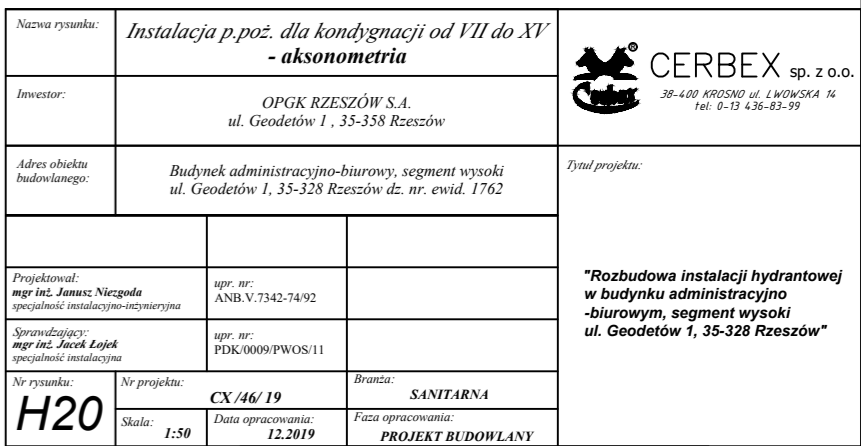 Nazwa rysunku:
Instalacja p.poż. dla kondygnacji od VII do XV
- aksonometria
Inwestor:
OPGK RZESZÓW S.A.
ul. Geodetów 1 , 35-358 Rzeszów
Adres obiektu
budowlanego:
Budynek administracyjno-biurowy, segment wysoki
ul. Geodetów 1, 35-328 Rzeszów dz. nr. ewid. 1762
Projektował:
mgr inż. Janusz Niezgoda
specjalność instalacyjno-inżynieryjna
upr. nr:
ANB.V.7342-74/92
Sprawdzający:
mgr inż. Jacek Łojek
specjalność instalacyjna
upr. nr:
PDK/0009/PWOS/11
Nr rysunku:
H20
Nr projektu:
CX /46/ 19
Branża:
SANITARNA
Skala:
1:50
Data opracowania:
12.2019
Faza opracowania:
PROJEKT BUDOWLANY
®
Cerbex
CERBEX sp. z o.o.
38-400 KROSNO ul. LWOWSKA 14
tel: 0-13 436-83-99
Tytuł projektu:
"Rozbudowa instalacji hydrantowej
w budynku administracyjno
-biurowym, segment wysoki
ul. Geodetów 1, 35-328 Rzeszów"